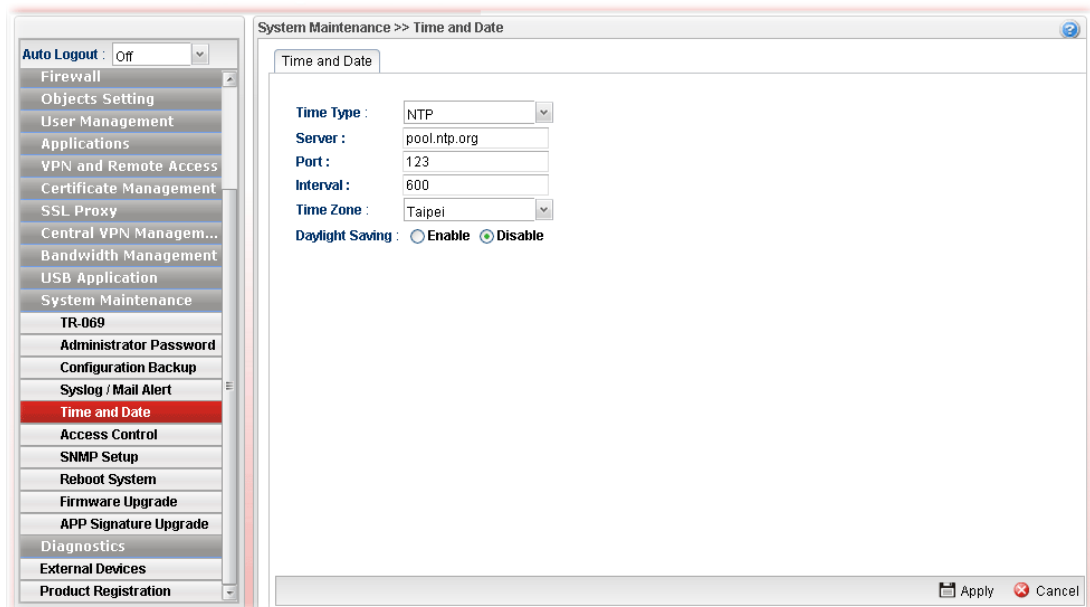 System Maintenance >> Time and Date
Auto Logout : Off
Firewall
Objects Setting
User Management
Applications
VPN and Remote Access
Certificate Management
SSL Proxy
Central VPN Managem...
Bandwidth Management
USB Application
System Maintenance
TR-069
Administrator Password
Configuration Backup
Syslog / Mail Alert
Time and Date
Access Control
SNMP Setup
Reboot System
Firmware Upgrade
APP Signature Upgrade
Diagnostics
External Devices
Product Registration
Time and Date
Time Type : NTP
Server : pool.ntp.org
Port : 123
Interval : 600
Time Zone : Taipei
Daylight Saving : Enable Disable
Apply Cancel